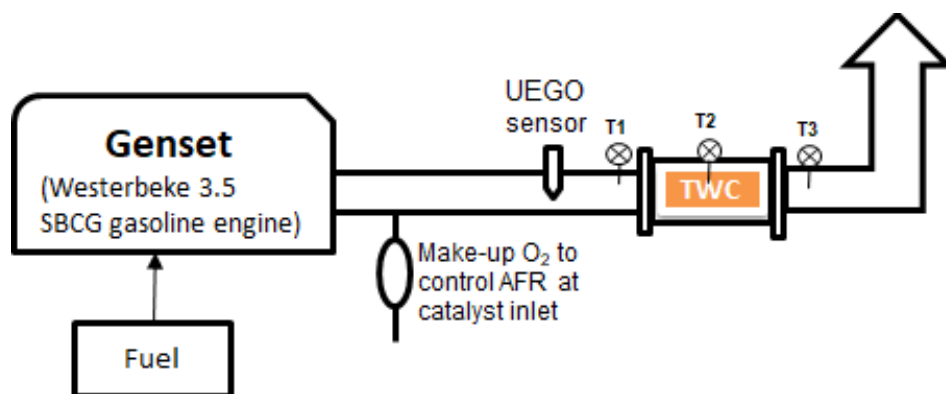 Genset
(Westerbeke 3.5
SBCG gasoline engine)
UEGO
sensor
T1
T2
T3
TWC
Make-up O₂ to
control AFR at
catalyst inlet
Fuel